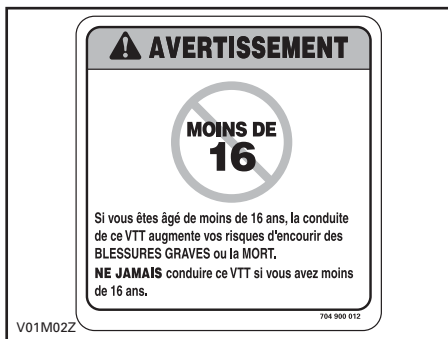 AVERTISSEMENT
MOINS DE
16
Si vous êtes âgé de moins de 16 ans, la conduite
de ce VTT augmente vos risques d'encourir des
BLESSURES GRAVES ou la MORT.
NE JAMAIS conduire ce VTT si vous avez moins
de 16 ans.
704 900 012
V01M02Z